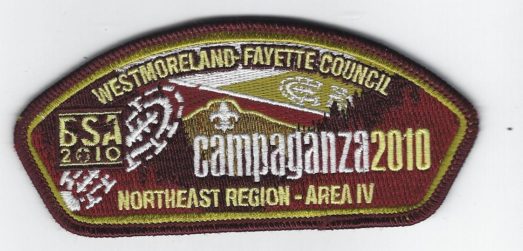 WESTMORELAND-FAYETTE COUNCIL
BSA
2010
campaganza2010
NORTHEAST REGION - AREA IV